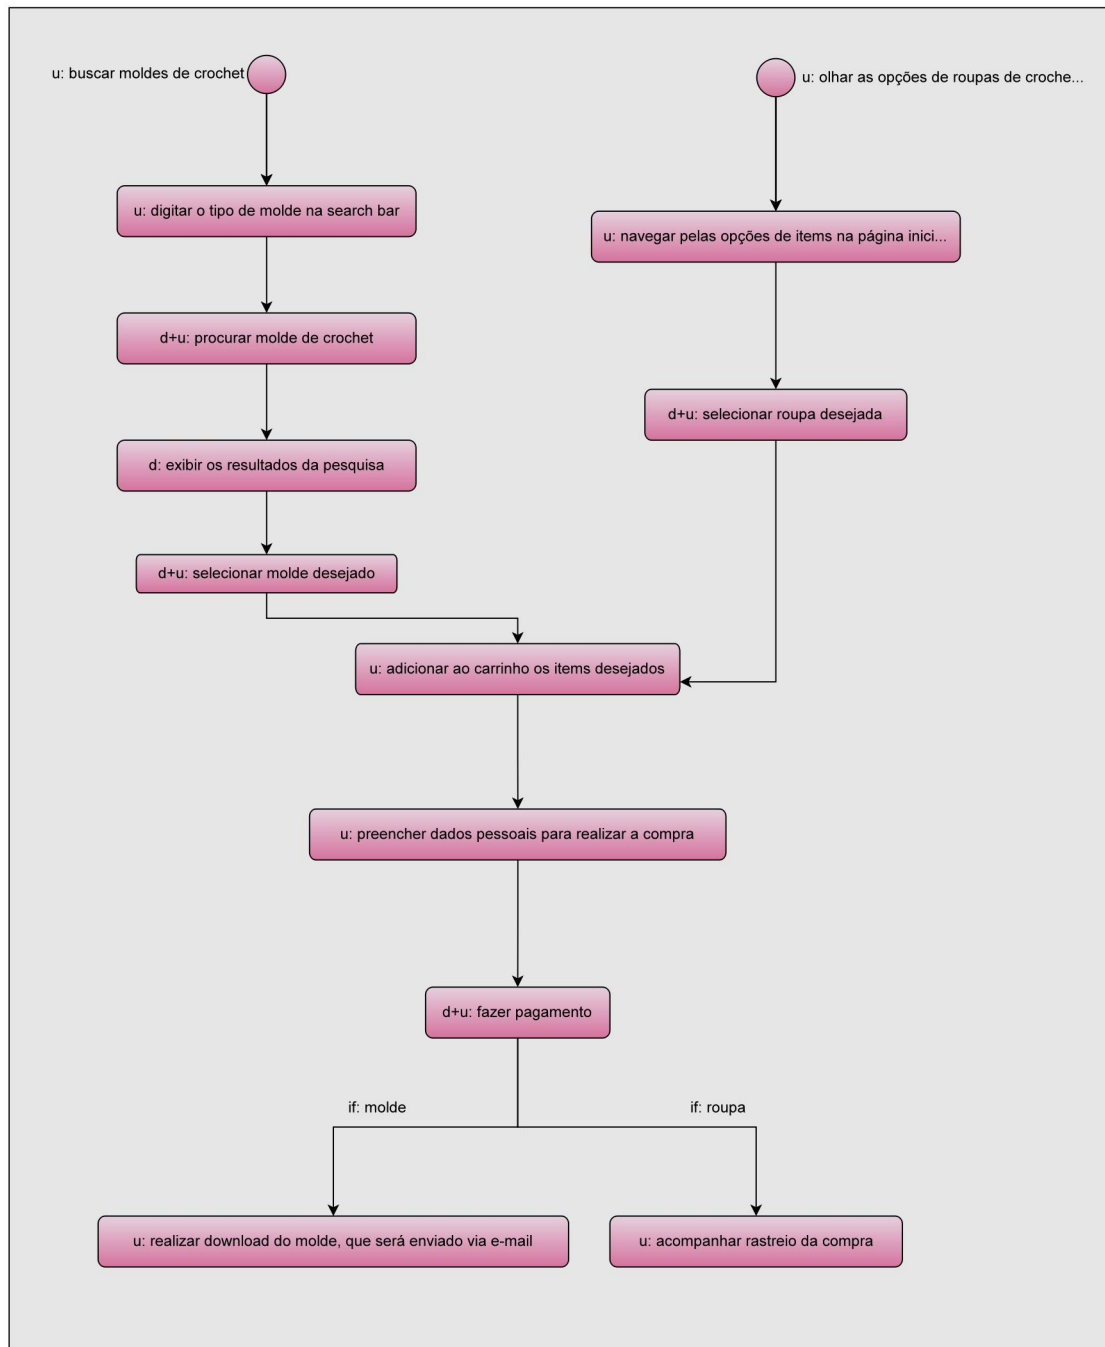 u: buscar moldes de crochet
u: olhar as opções de roupas de croche...
u: digitar o tipo de molde na search bar
u: navegar pelas opções de items na página inici...
d+u: procurar molde de crochet
d+u: selecionar roupa desejada
d: exibir os resultados da pesquisa
d+u: selecionar molde desejado
u: adicionar ao carrinho os items desejados
u: preencher dados pessoais para realizar a compra
d+u: fazer pagamento
if: molde
if: roupa
u: realizar download do molde, que será enviado via e-mail
u: acompanhar rastreio da compra